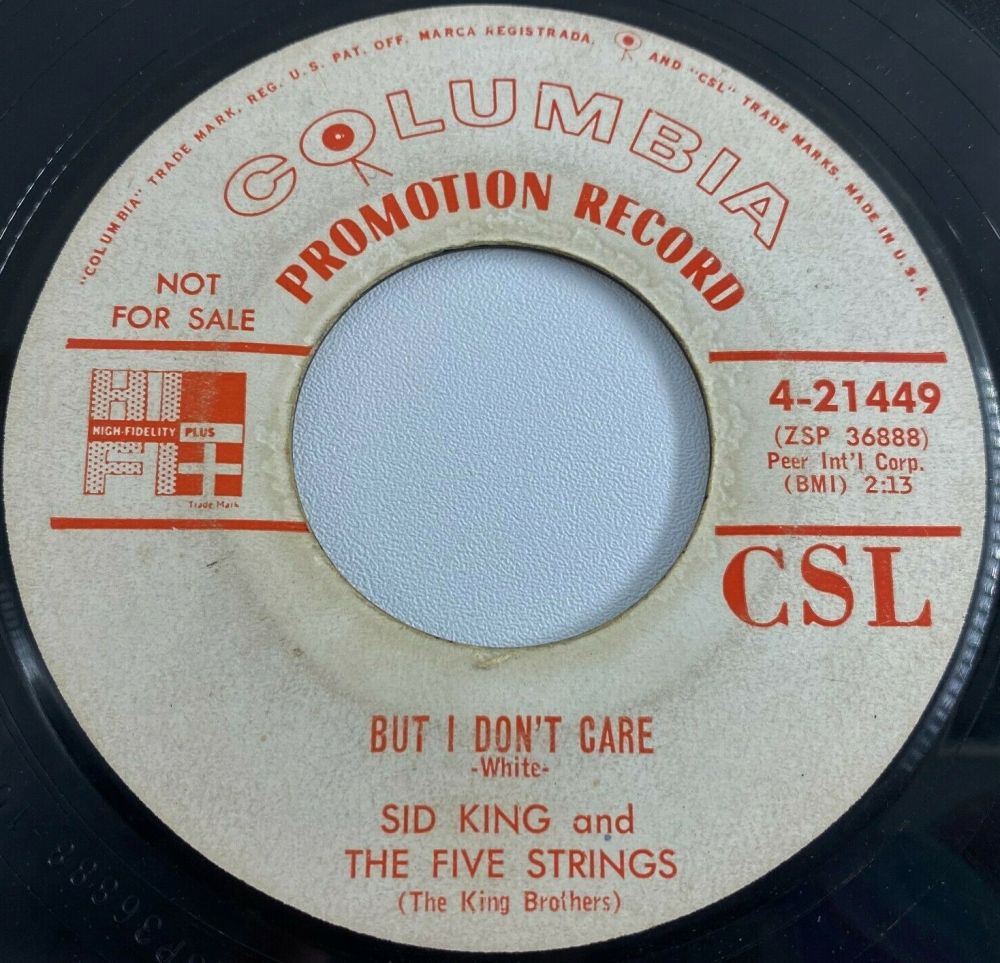 "COLUMBIA" TRADE MARK, REG. U.S. PAT. OFF. MARCA REGISTRADA, AND "CSL" TRADE MARKS. MADE IN U.S.A.
COLUMBIA
PROMOTION RECORD
NOT
FOR SALE
HI
HIGH-FIDELITY PLUS
FI
Trade Mark
4-21449
(ZSP 36888)
Peer Int'l Corp.
(BMI) 2:13
CSL
BUT I DON'T CARE
-White-
SID KING and
THE FIVE STRINGS
(The King Brothers)
P36888